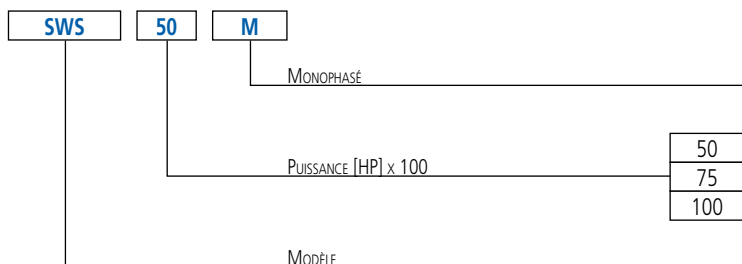 SWS 50 M
Monophasé
50
Puissance [HP] x 100 75
100
Modèle